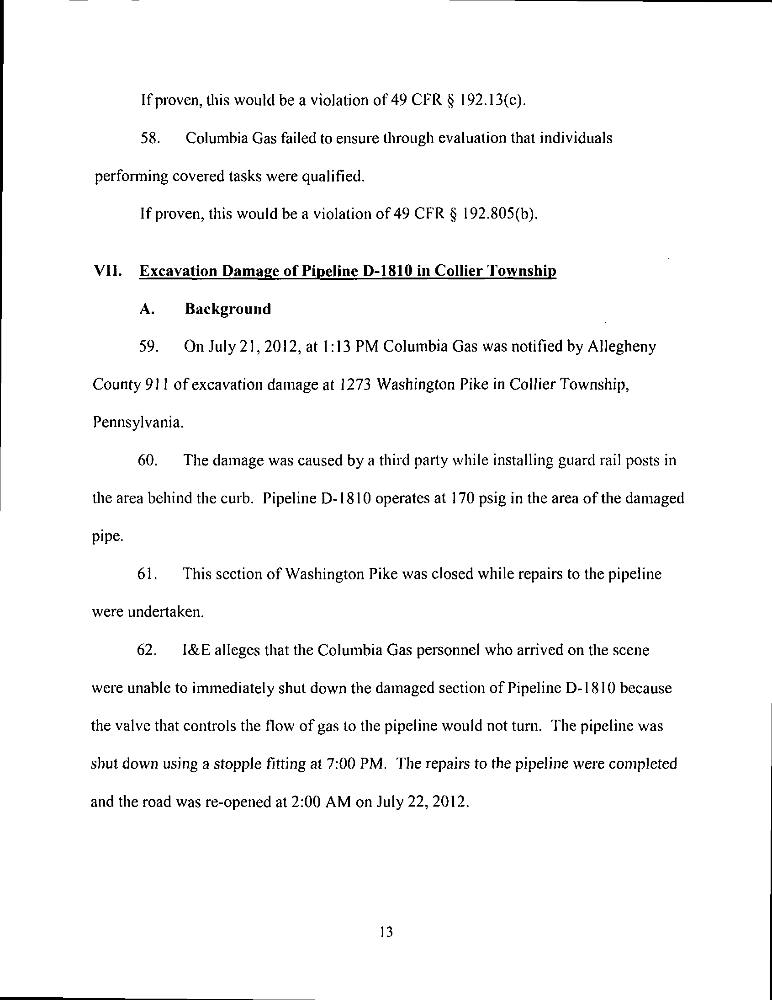 If proven, this would be a violation of 49 CFR § 192.13(c).
58. Columbia Gas failed to ensure through evaluation that individuals
performing covered tasks were qualified.
If proven, this would be a violation of 49 CFR § 192.805(b).
VII. Excavation Damage of Pipeline D-1810 in Collier Township
A. Background
59. On July 21, 2012, at 1:13 PM Columbia Gas was notified by Allegheny
County 911 of excavation damage at 1273 Washington Pike in Collier Township,
Pennsylvania.
60. The damage was caused by a third party while installing guard rail posts in
the area behind the curb. Pipeline D-1810 operates at 170 psig in the area of the damaged
pipe.
61. This section of Washington Pike was closed while repairs to the pipeline
were undertaken.
62. I&E alleges that the Columbia Gas personnel who arrived on the scene
were unable to immediately shut down the damaged section of Pipeline D-1810 because
the valve that controls the flow of gas to the pipeline would not turn. The pipeline was
shut down using a stopple fitting at 7:00 PM. The repairs to the pipeline were completed
and the road was re-opened at 2:00 AM on July 22, 2012.
13